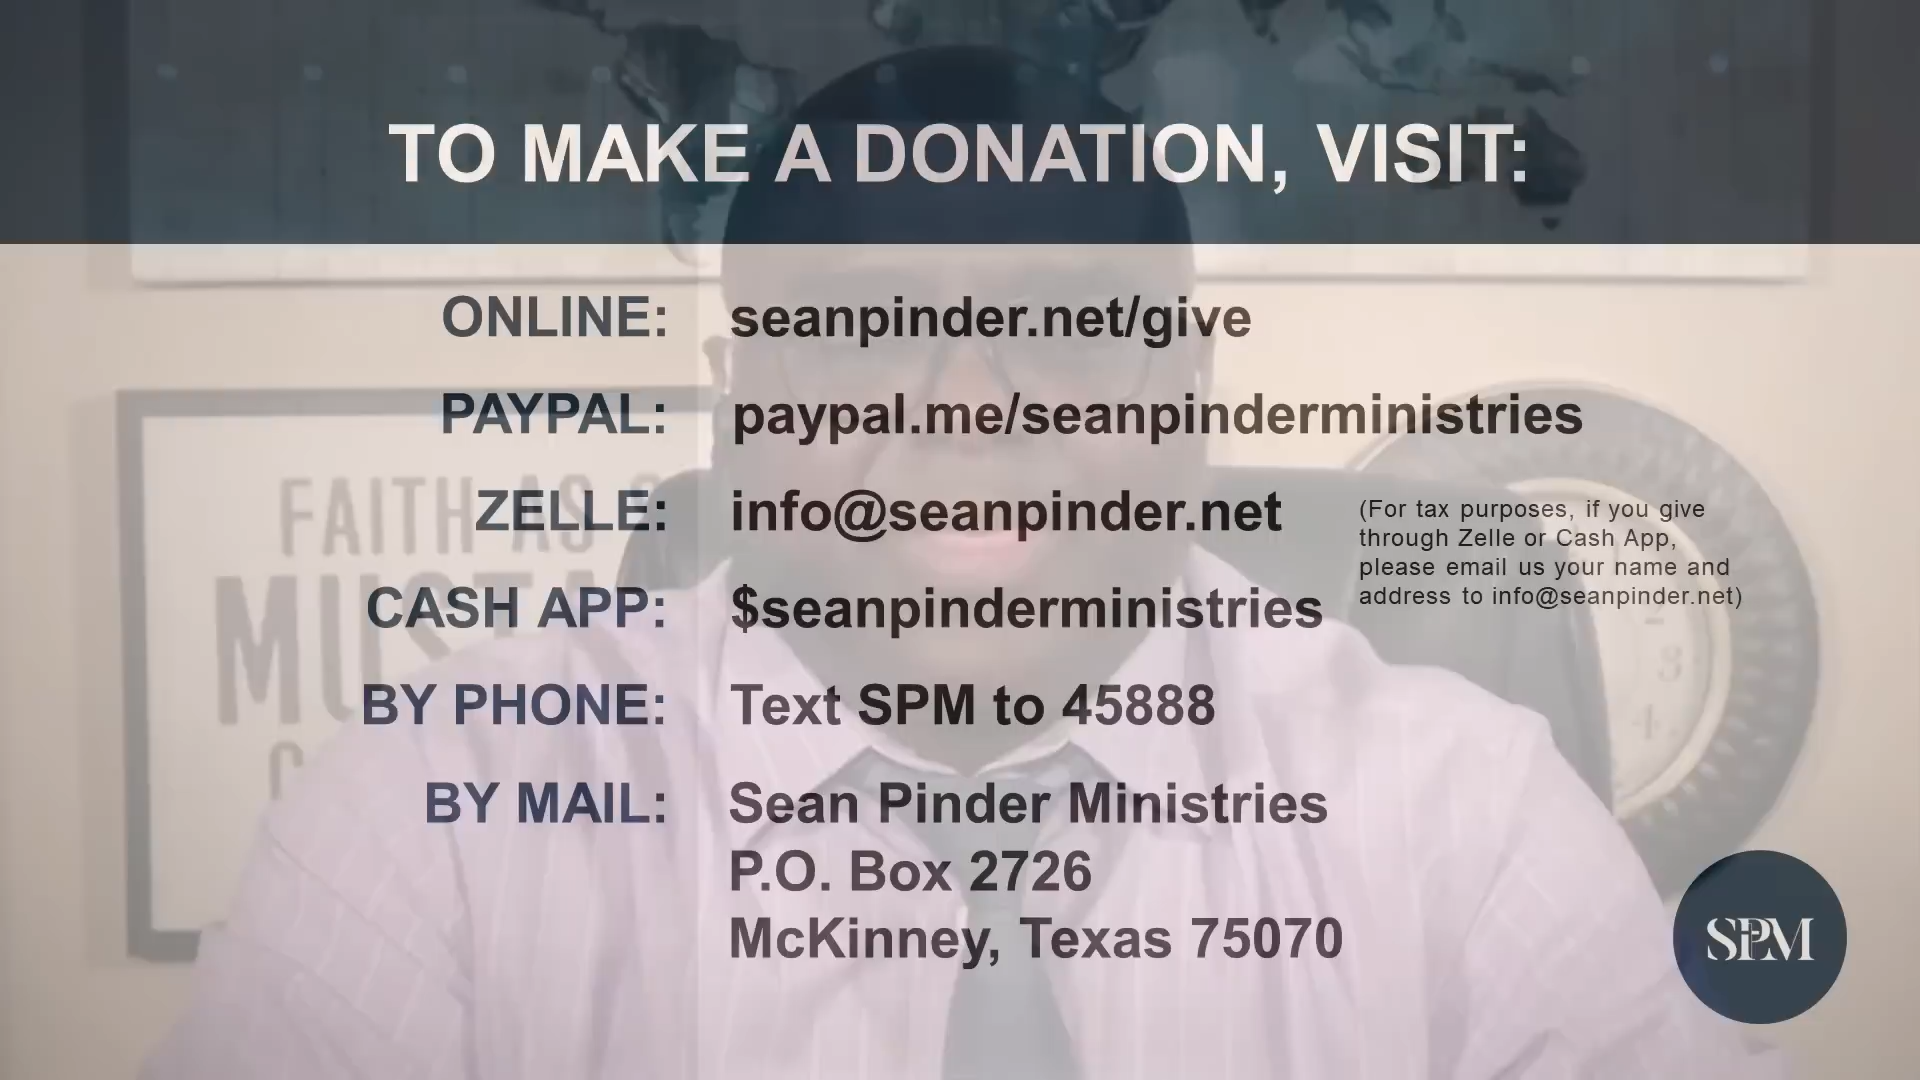 TO MAKE A DONATION, VISIT:
ONLINE: seanpinder.net/give
PAYPAL: paypal.me/seanpinderministries
ZELLE: info@seanpinder.net
(For tax purposes, if you give
through Zelle or Cash App,
please email us your name and
address to info@seanpinder.net)
CASH APP: $seanpinderministries
BY PHONE: Text SPM to 45888
BY MAIL: Sean Pinder Ministries
P.O. Box 2726
McKinney, Texas 75070
FAITH AS
SPM